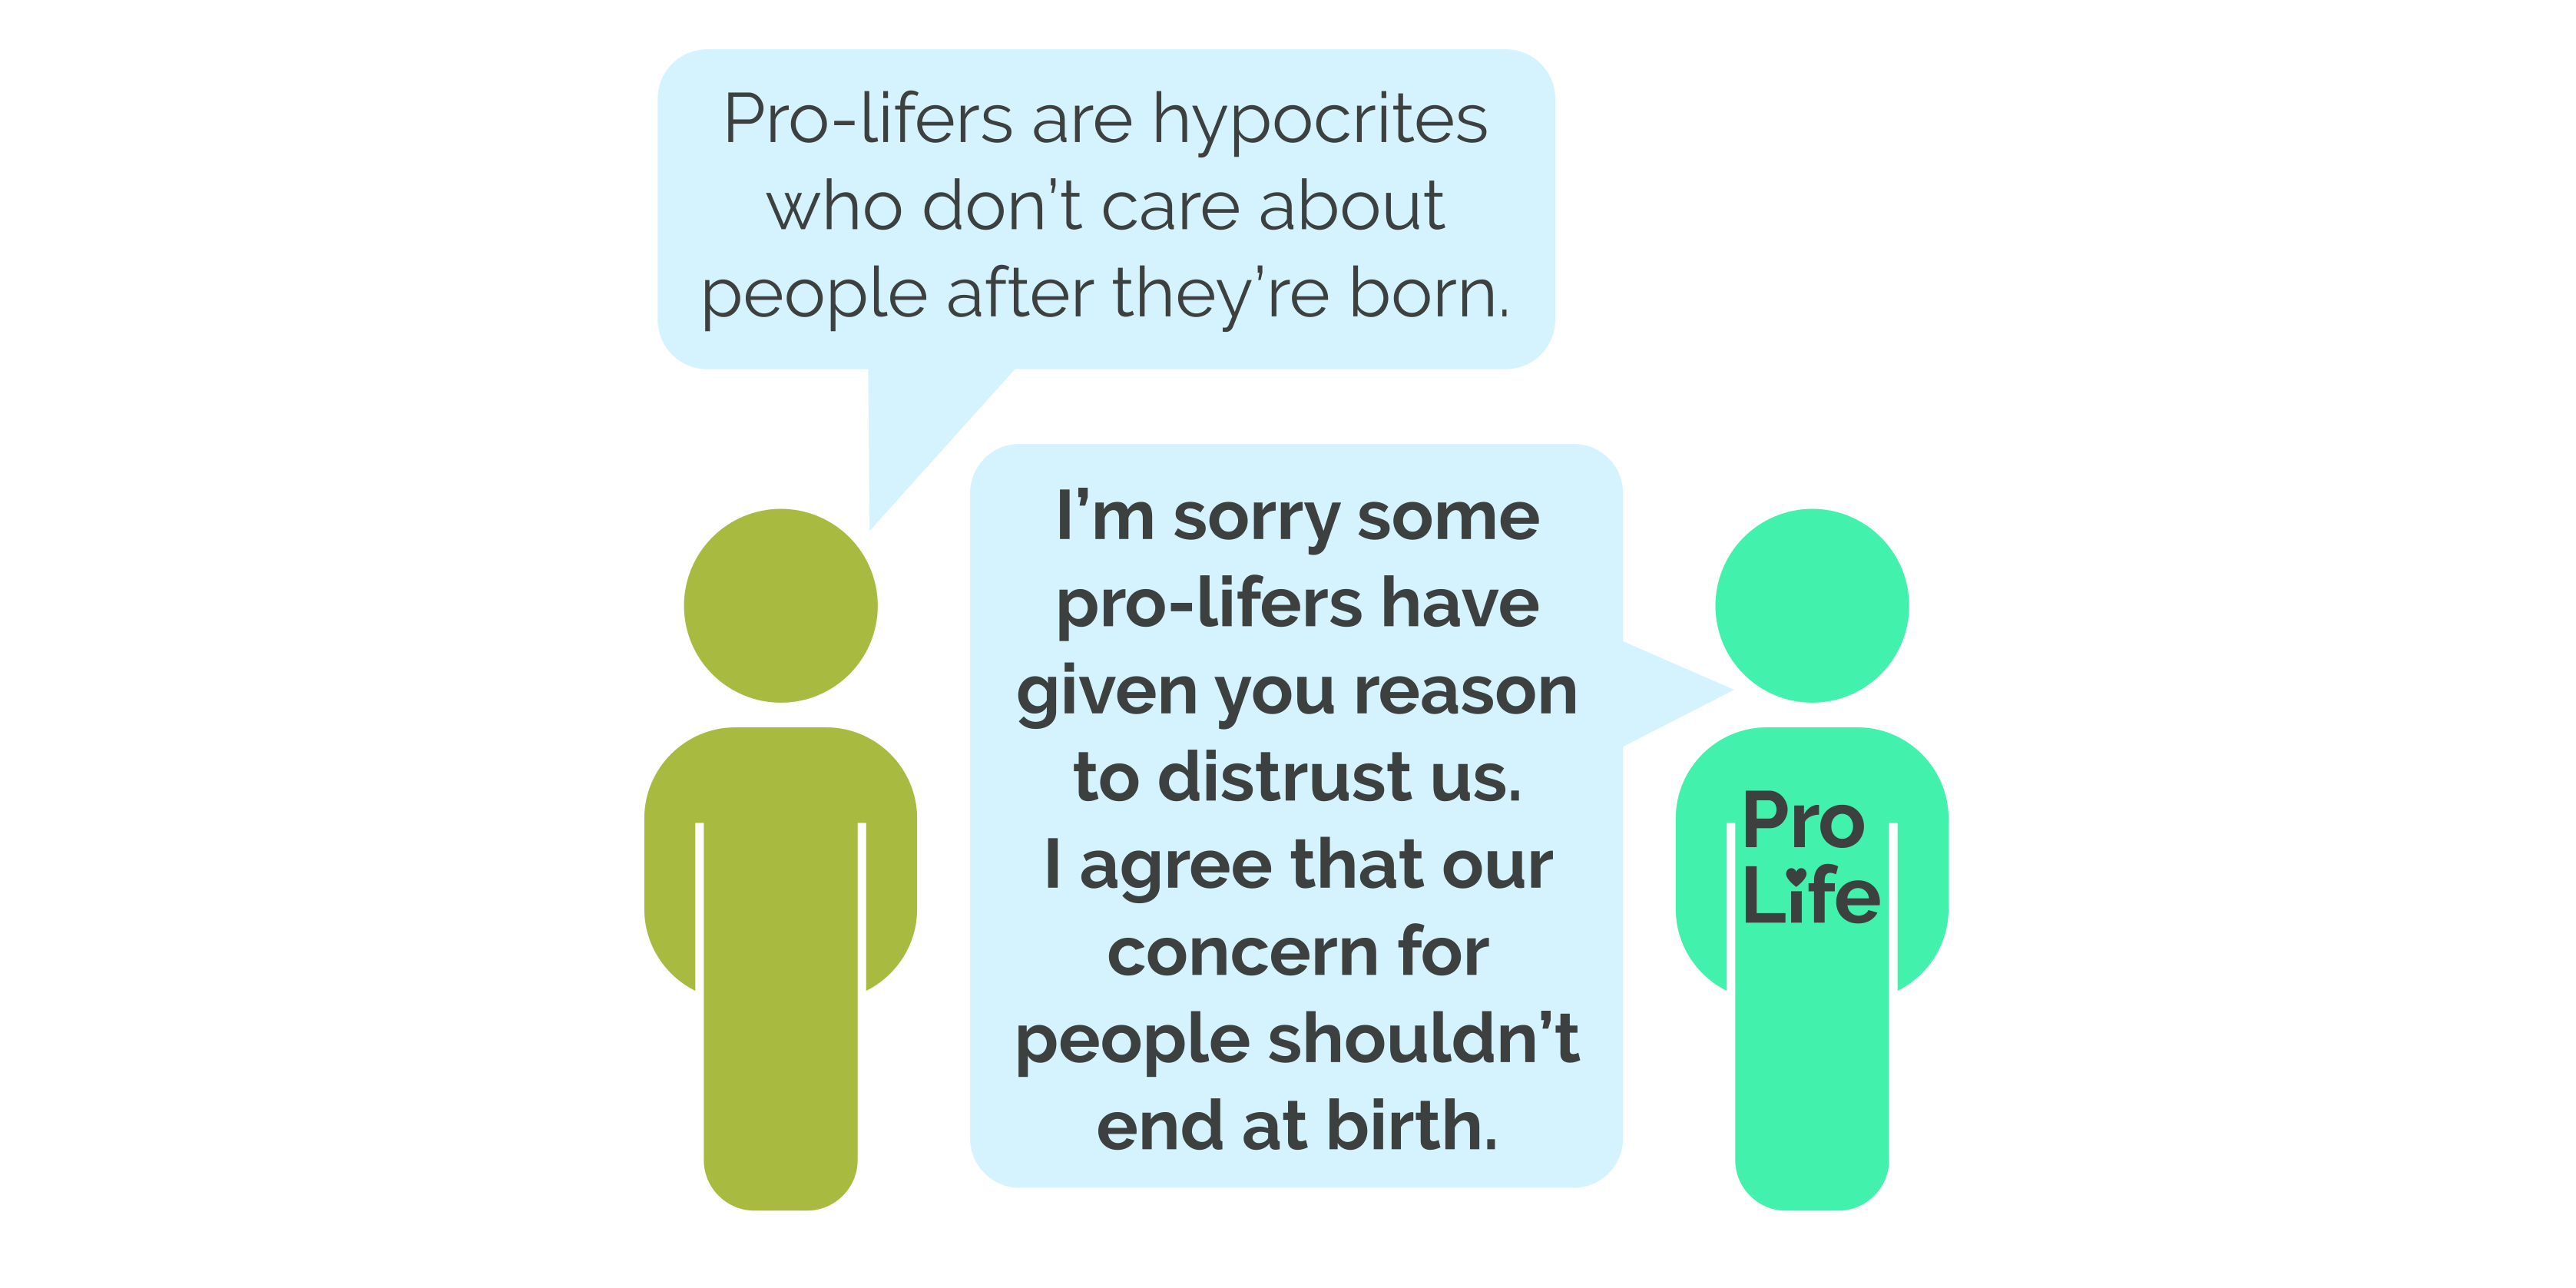 Pro-lifers are hypocrites
who don’t care about
people after they’re born.
I’m sorry some
pro-lifers have
given you reason
to distrust us.
I agree that our
concern for
people shouldn’t
end at birth.
Pro
Life